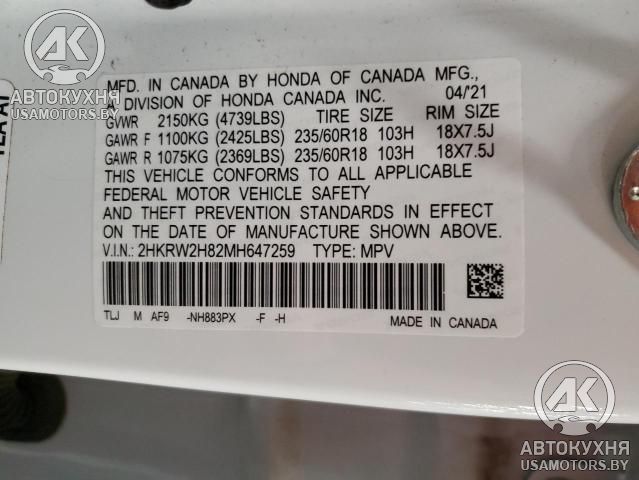 АВТОКУХНЯ
USAMOTORS.BY
MFD. IN CANADA BY HONDA OF CANADA MFG.,
A DIVISION OF HONDA CANADA INC. 04/'21
GVWR 2150KG (4739LBS) TIRE SIZE RIM SIZE
GAWR F 1100KG (2425LBS) 235/60R18 103H 18X7.5J
GAWR R 1075KG (2369LBS) 235/60R18 103H 18X7.5J
THIS VEHICLE CONFORMS TO ALL APPLICABLE
FEDERAL MOTOR VEHICLE SAFETY
AND THEFT PREVENTION STANDARDS IN EFFECT
ON THE DATE OF MANUFACTURE SHOWN ABOVE.
V.I.N.: 2HKRW2H82MH647259 TYPE: MPV
TLJ M AF9 -NH883PX -F -H MADE IN CANADA
АК
АВТОКУХНЯ
USAMOTORS.BY